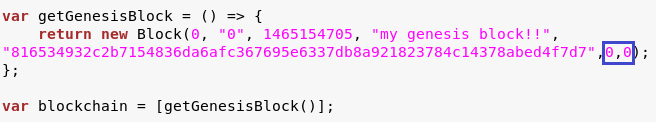 var getGenesisBlock = () => {
    return new Block(0, "0", 1465154705, "my genesis block!!",
"816534932c2b7154836da6afc367695e6337db8a921823784c14378abed4f7d7",0,0);
};
var blockchain = [getGenesisBlock()];